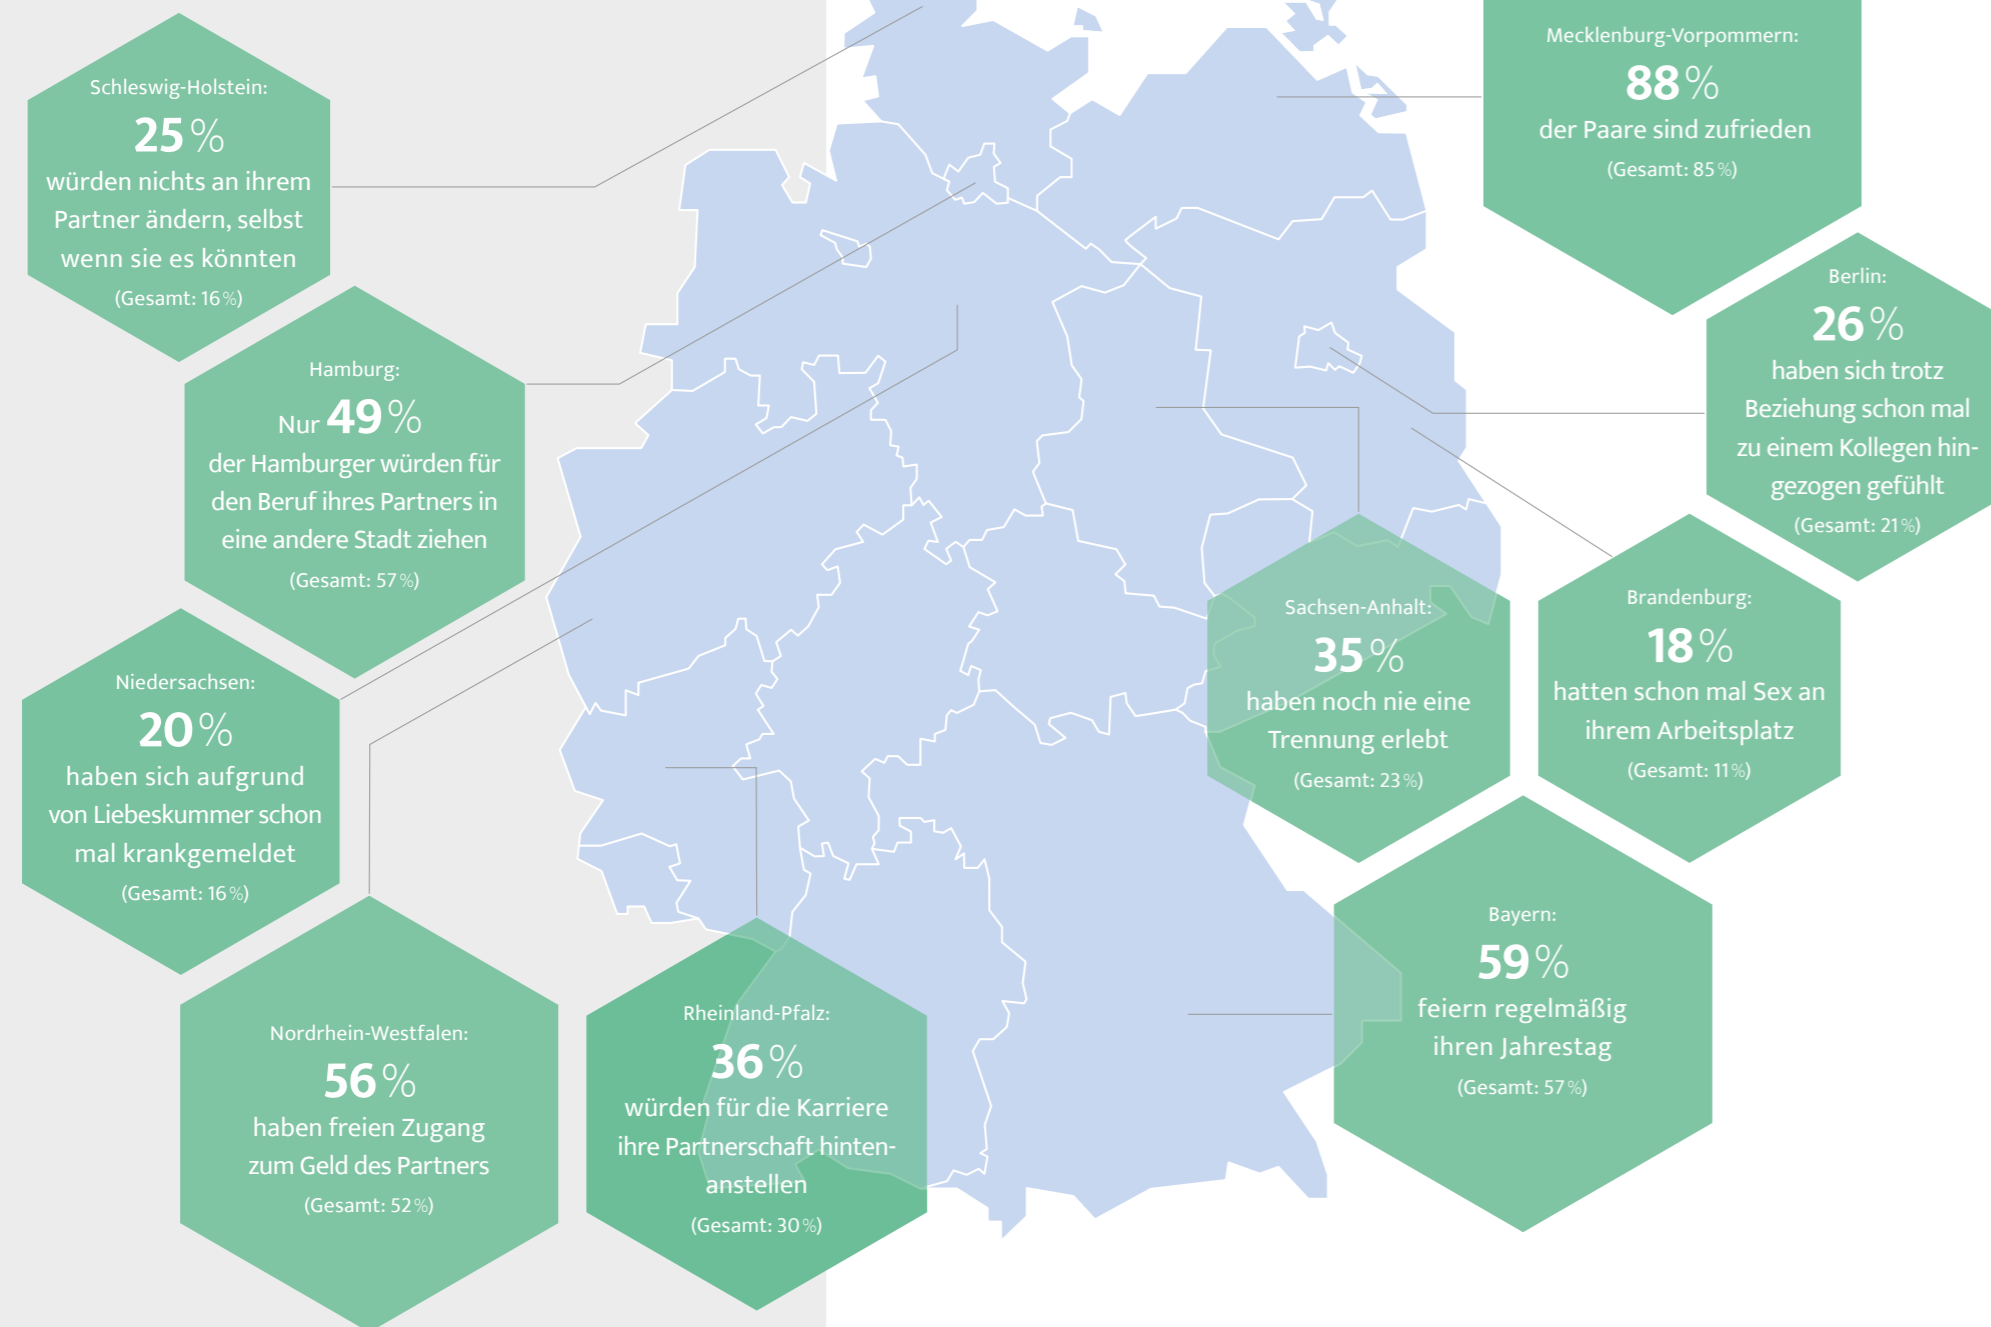 Schleswig-Holstein:
25 %
würden nichts an ihrem
Partner ändern, selbst
wenn sie es könnten
(Gesamt: 16 %)
Hamburg:
Nur 49 %
der Hamburger würden für
den Beruf ihres Partners in
eine andere Stadt ziehen
(Gesamt: 57 %)
Niedersachsen:
20 %
haben sich aufgrund
von Liebeskummer schon
mal krankgemeldet
(Gesamt: 16 %)
Nordrhein-Westfalen:
56 %
haben freien Zugang
zum Geld des Partners
(Gesamt: 52 %)
Rheinland-Pfalz:
36 %
würden für die Karriere
ihre Partnerschaft hinten-
anstellen
(Gesamt: 30 %)
Mecklenburg-Vorpommern:
88 %
der Paare sind zufrieden
(Gesamt: 85 %)
Berlin:
26 %
haben sich trotz
Beziehung schon mal
zu einem Kollegen hin-
gezogen gefühlt
(Gesamt: 21 %)
Sachsen-Anhalt:
35 %
haben noch nie eine
Trennung erlebt
(Gesamt: 23 %)
Brandenburg:
18 %
hatten schon mal Sex an
ihrem Arbeitsplatz
(Gesamt: 11 %)
Bayern:
59 %
feiern regelmäßig
ihren Jahrestag
(Gesamt: 57 %)